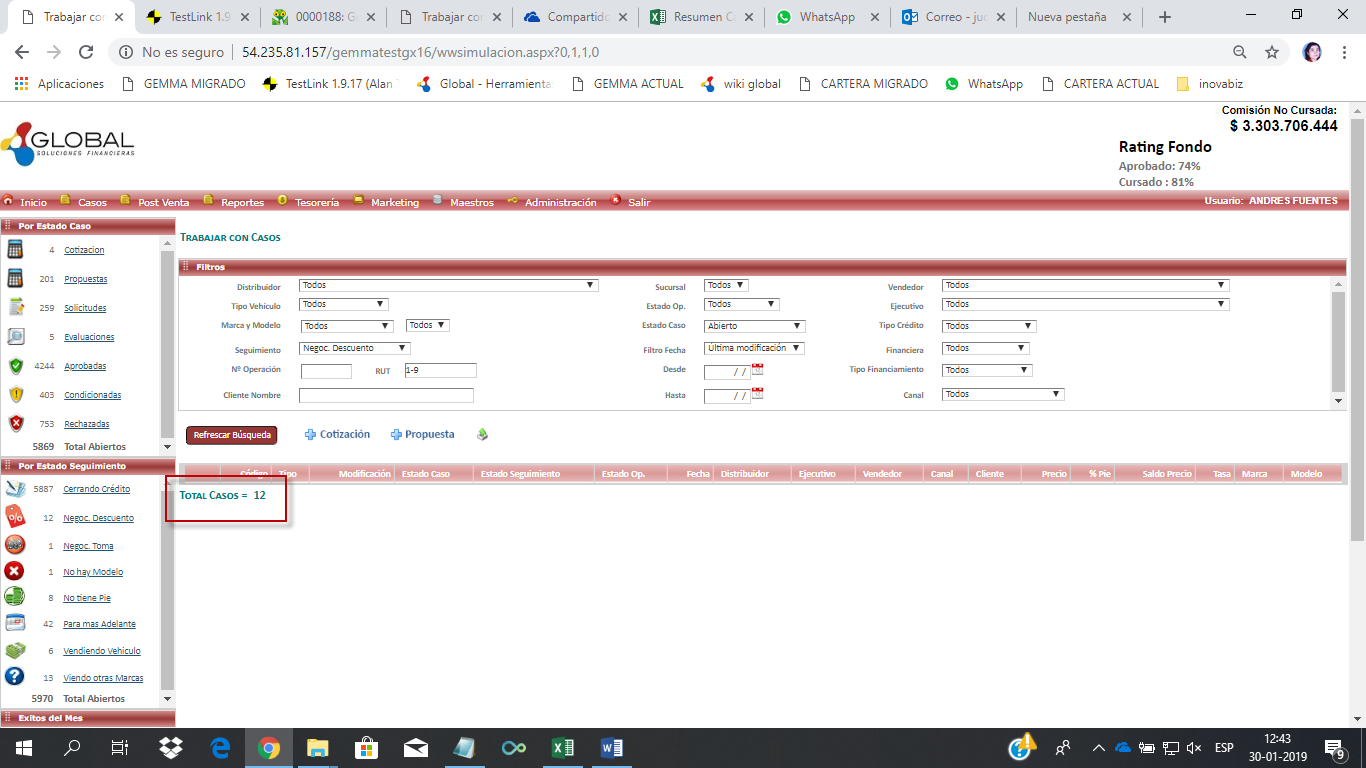 Trabajar con
TestLink 1.9
0000188: G
Trabajar con
Compartido
Resumen C
WhatsApp
Correo - jud
Nueva pestaña
No es seguro
54.235.81.157/gemmatestgx16/wwsimulacion.aspx?0,1,1,0
Aplicaciones
GEMMA MIGRADO
TestLink 1.9.17 (Alan
Global - Herramienta
GEMMA ACTUAL
wiki global
CARTERA MIGRADO
WhatsApp
CARTERA ACTUAL
inovabiz
Comisión No Cursada:
$ 3.303.706.444
GLOBAL
SOLUCIONES FINANCIERAS
Rating Fondo
Aprobado: 74%
Cursado : 81%
Inicio Casos Post Venta Reportes Tesorería Marketing Maestros Administración Salir
Usuario: ANDRES FUENTES
Por Estado Caso
4 Cotizacion
201 Propuestas
259 Solicitudes
5 Evaluaciones
4244 Aprobadas
403 Condicionadas
753 Rechazadas
5869 Total Abiertos
Por Estado Seguimiento
5887 Cerrando Crédito
12 Negoc. Descuento
1 Negoc. Toma
1 No hay Modelo
8 No tiene Pie
42 Para mas Adelante
6 Vendiendo Vehiculo
13 Viendo otras Marcas
5970 Total Abiertos
Exitos del Mes
Trabajar con Casos
Filtros
Distribuidor Todos Sucursal Todos Vendedor Todos
Tipo Vehículo Todos Estado Op. Todos Ejecutivo Todos
Marca y Modelo Todos Todos Estado Caso Abierto Tipo Crédito Todos
Seguimiento Negoc. Descuento Filtro Fecha Última modificación Financiera Todos
Nº Operación RUT 1-9 Desde / / Tipo Financiamiento Todos
Cliente Nombre Hasta / / Canal Todos
Refrescar Búsqueda Cotización Propuesta
Código Tipo Modificación Estado Caso Estado Seguimiento Estado Op. Fecha Distribuidor Ejecutivo Vendedor Canal Cliente Precio % Pie Saldo Precio Tasa Marca Modelo
Total Casos = 12
ESP
12:43
30-01-2019
9